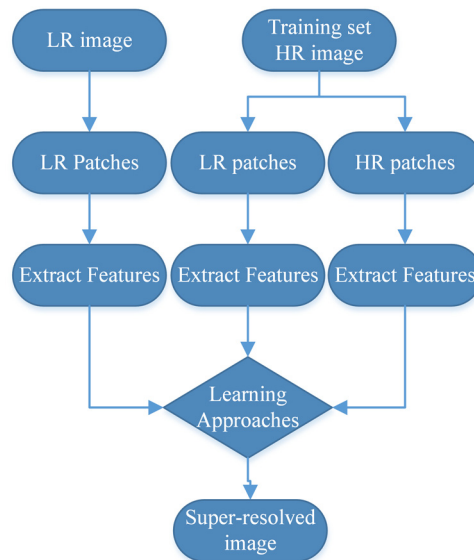 LR image
Training set
HR image
LR Patches
LR patches
HR patches
Extract Features
Extract Features
Extract Features
Learning
Approaches
Super-resolved
image